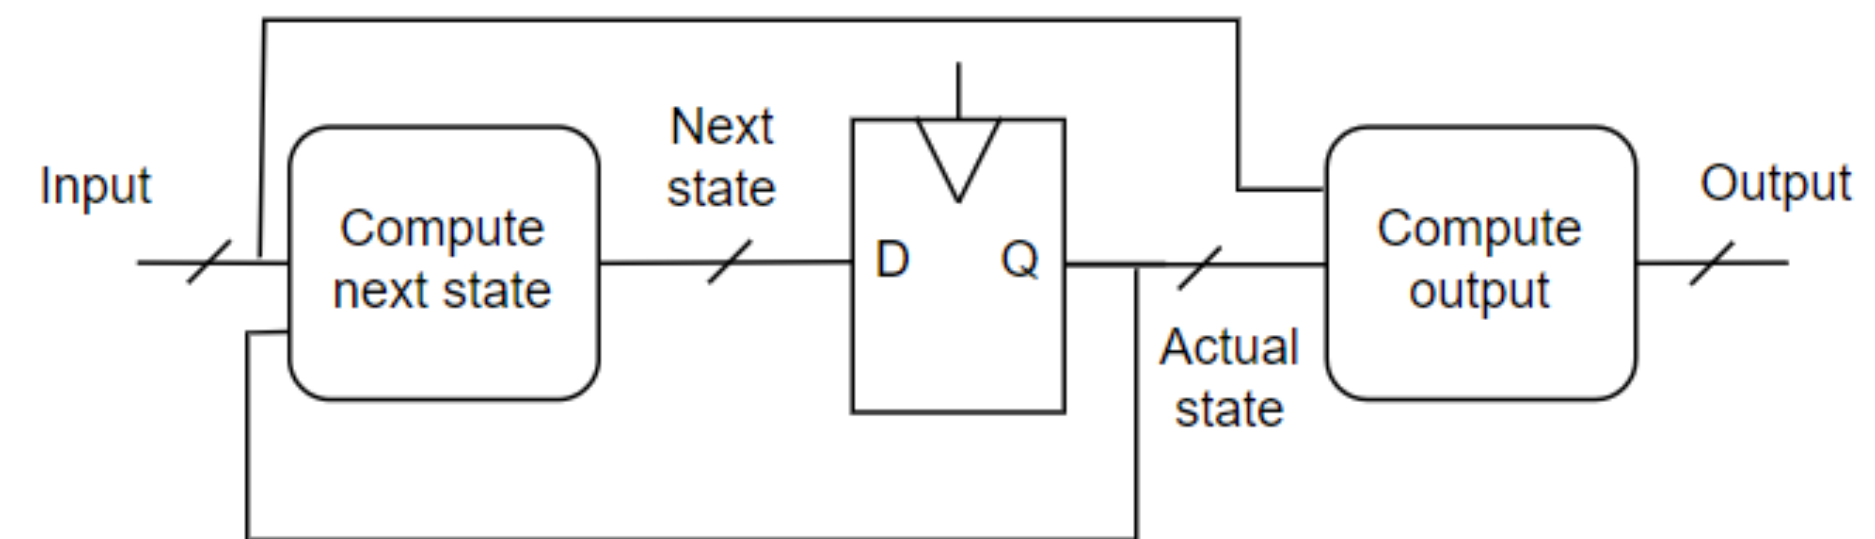 Input
Compute
next state
Next
state
D
Q
Actual
state
Compute
output
Output